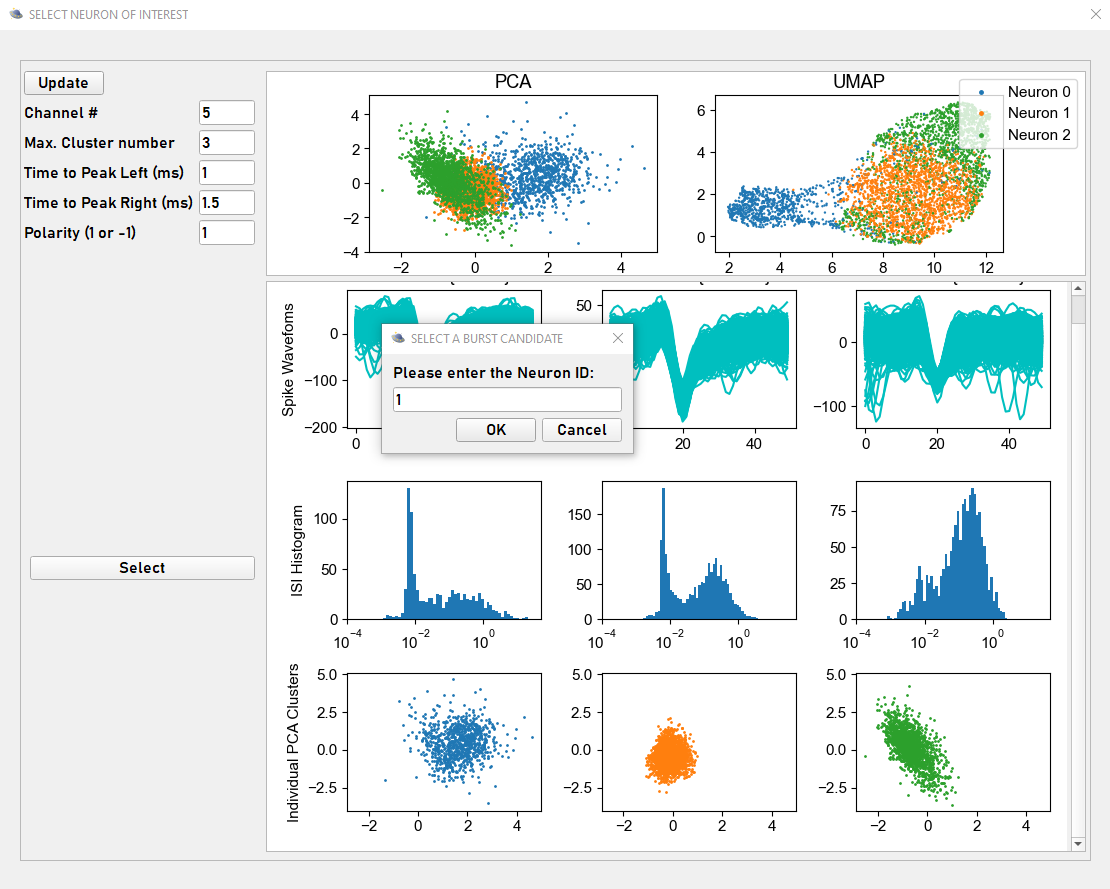 SELECT NEURON OF INTEREST
Update
Channel # 5
Max. Cluster number 3
Time to Peak Left (ms) 1
Time to Peak Right (ms) 1.5
Polarity (1 or -1) 1
Select
PCA
4
2
0
−2
−4
−2 0 2 4
UMAP
Neuron 0
Neuron 1
Neuron 2
6
4
2
0
2 4 6 8 10 12
Spike Wavefoms
0
−100
−200
0
50
20 40
0
−100
0 20 40
SELECT A BURST CANDIDATE
Please enter the Neuron ID:
1
OK Cancel
ISI Histogram
100
50
0
10−4 10−2 100
150
100
50
0
10−4 10−2 100
75
50
25
0
10−4 10−2 100
Individual PCA Clusters
5.0
2.5
0.0
−2.5
−2 0 2 4
5.0
2.5
0.0
−2.5
−2 0 2 4
5.0
2.5
0.0
−2.5
−2 0 2 4